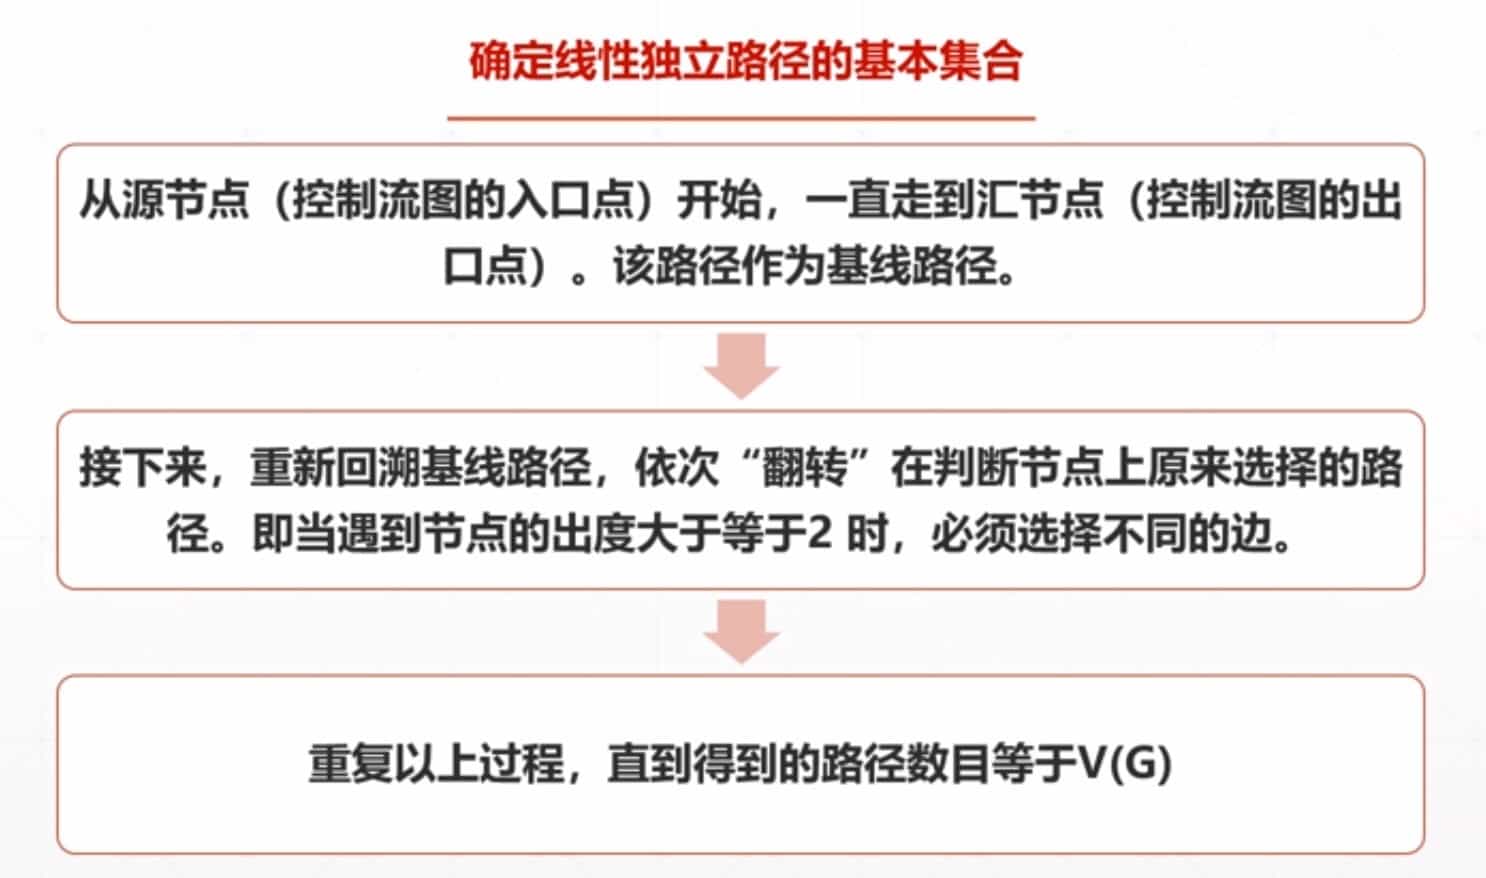 确定线性独立路径的基本集合
从源节点（控制流图的入口点）开始，一直走到汇节点（控制流图的出
口点）。该路径作为基线路径。
接下来，重新回溯基线路径，依次“翻转”在判断节点上原来选择的路
径。即当遇到节点的出度大于等于2 时，必须选择不同的边。
重复以上过程，直到得到的路径数目等于V(G)